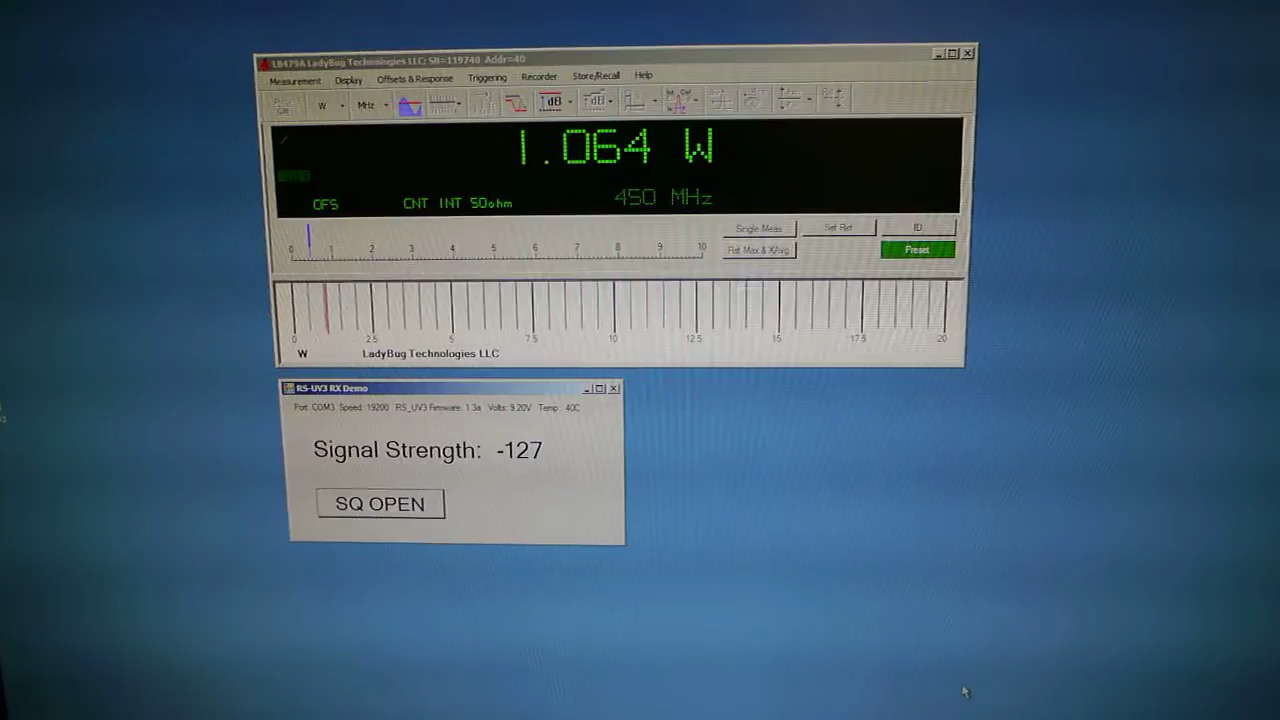 LB479A LadyBug Technologies LLC; SN=119740 Addr=40
Measurement Display Offsets & Response Triggering Recorder Store/Recall Help
W MHz dB dB
1.064 W
OFS CNT INT 50ohm 450 MHz
Single Meas Set Ref ID
0 1 2 3 4 5 6 7 8 9 10
Rst Max & XAvg Preset
0 2.5 5 7.5 10 12.5 15 17.5 20
W LadyBug Technologies LLC
RS-UV3 RX Demo
Port: COM3 Speed: 19200 RS_UV3 Firmware: 1.3a Volts: 9.20V Temp: 40C
Signal Strength: -127
SQ OPEN